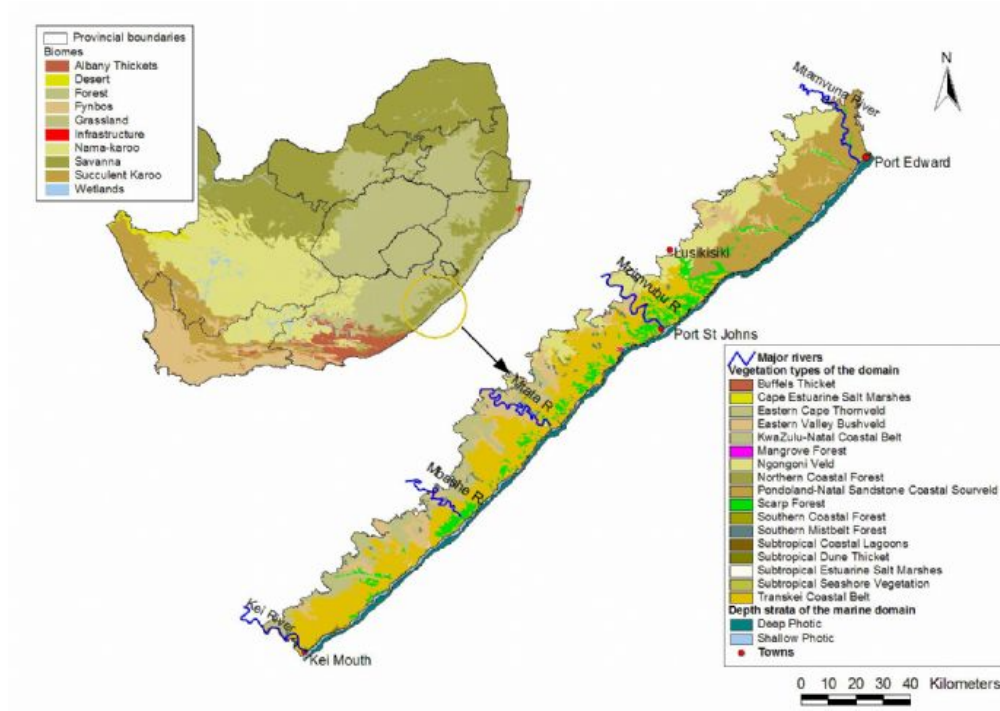 Provincial boundaries
Biomes
Albany Thickets
Desert
Forest
Fynbos
Grassland
Infrastructure
Nama-karoo
Savanna
Succulent Karoo
Wetlands
N
Mtamvuna River
Port Edward
Lusikisiki
Mzimvubu R.
Port St Johns
Mtata R
Mbashe R.
Kei River
Kei Mouth
Major rivers
Vegetation types of the domain
Buffels Thicket
Cape Estuarine Salt Marshes
Eastern Cape Thornveld
Eastern Valley Bushveld
KwaZulu-Natal Coastal Belt
Mangrove Forest
Ngongoni Veld
Northern Coastal Forest
Pondoland-Natal Sandstone Coastal Sourveld
Scarp Forest
Southern Coastal Forest
Southern Mistbelt Forest
Subtropical Coastal Lagoons
Subtropical Dune Thicket
Subtropical Estuarine Salt Marshes
Subtropical Seashore Vegetation
Transkei Coastal Belt
Depth strata of the marine domain
Deep Photic
Shallow Photic
Towns
0 10 20 30 40 Kilometers